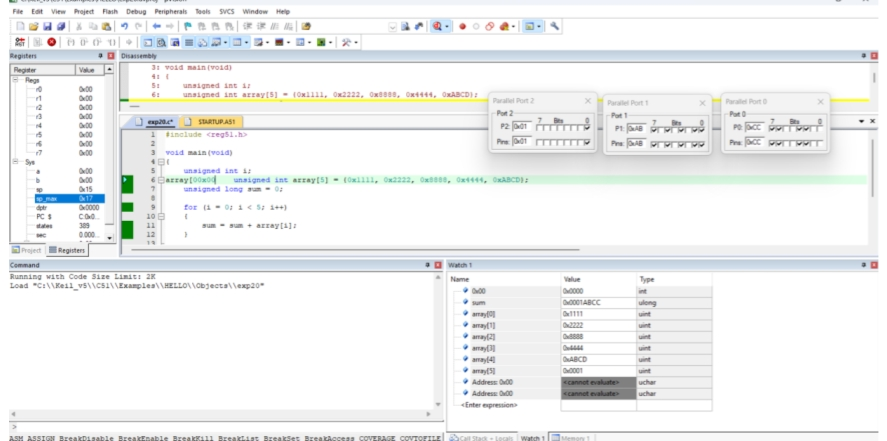 File Edit View Project Flash Debug Peripherals Tools SVCS Window Help
Registers
Register Value
Regs
r0 0x00
r1 0x00
r2 0x00
r3 0x00
r4 0x00
r5 0x00
r6 0x00
r7 0x00
Sys
a 0x00
b 0x00
sp 0x15
sp_max 0x17
dptr 0x0000
PC $ C:0x0...
states 389
sec 0.000...
Project Registers
Disassembly
3: void main(void)
4: {
5: unsigned int i;
6: unsigned int array[5] = {0x1111, 0x2222, 0x8888, 0x4444, 0xABCD};
Parallel Port 2
Port 2
7 Bits 0
P2: 0x01
Pins: 0x01
Parallel Port 1
Port 1
7 Bits 0
P1: 0xAB
Pins: 0xAB
Parallel Port 0
Port 0
7 Bits 0
P0: 0xCC
Pins: 0xCC
exp20.c* STARTUP.A51
1 #include <reg51.h>
2
3 void main(void)
4 {
5 unsigned int i;
6 array[00x00 unsigned int array[5] = {0x1111, 0x2222, 0x8888, 0x4444, 0xABCD};
7 unsigned long sum = 0;
8
9 for (i = 0; i < 5; i++)
10 {
11 sum = sum + array[i];
12 }
13
Command
Running with Code Size Limit: 2K
Load "C:\\Keil_v5\\C51\\Examples\\HELLO\\Objects\\exp20"
>
ASM ASSIGN BreakDisable BreakEnable BreakKill BreakList BreakSet BreakAccess COVERAGE COVTOFILE
Watch 1
Name Value Type
0x00 0x0000 int
sum 0x0001ABCC ulong
array[0] 0x1111 uint
array[1] 0x2222 uint
array[2] 0x8888 uint
array[3] 0x4444 uint
array[4] 0xABCD uint
array[5] 0x0001 uint
Address: 0x00 <cannot evaluate> uchar
Address: 0x00 <cannot evaluate> uchar
<Enter expression>
Call Stack + Locals Watch 1 Memory 1